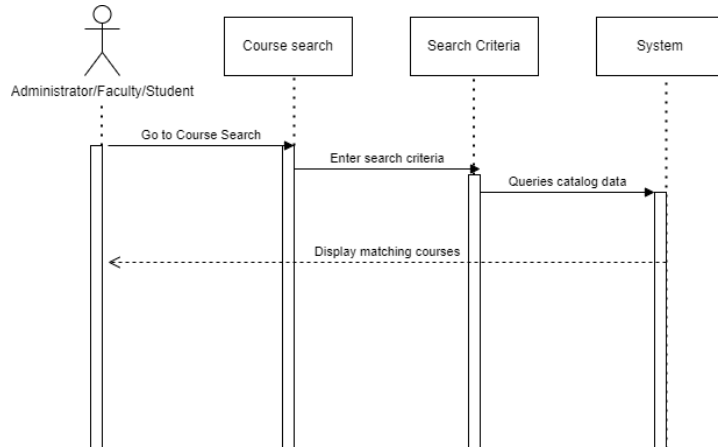 Course search
Search Criteria
System
Administrator/Faculty/Student
Go to Course Search
Enter search criteria
Queries catalog data
Display matching courses